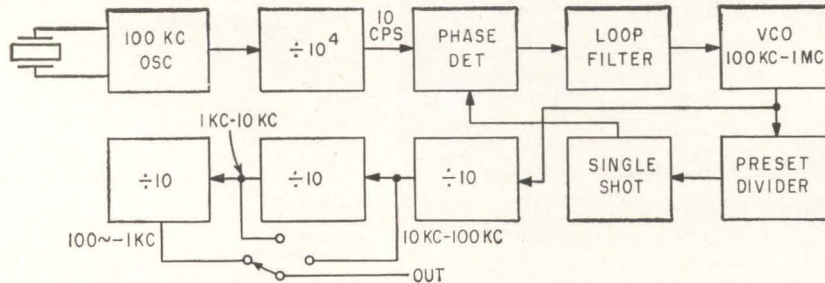 100 KC
OSC
÷10⁴
10
CPS
PHASE
DET
LOOP
FILTER
VCO
100KC-1MC
1KC-10KC
÷10
÷10
÷10
SINGLE
SHOT
PRESET
DIVIDER
100~-1KC
10KC-100KC
OUT